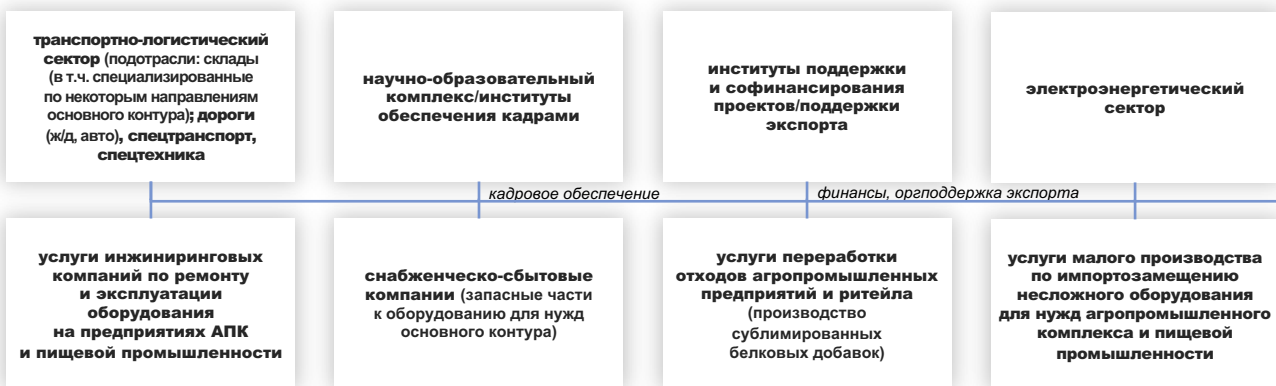 транспортно-логистический
сектор (подотрасли: склады
(в т.ч. специализированные
по некоторым направлениям
основного контура); дороги
(ж/д, авто), спецтранспорт,
спецтехника
научно-образовательный
комплекс/институты
обеспечения кадрами
институты поддержки
и софинансирования
проектов/поддержки
экспорта
электроэнергетический
сектор
кадровое обеспечение
финансы, оргподдержка экспорта
услуги инжиниринговых
компаний по ремонту
и эксплуатации
оборудования
на предприятиях АПК
и пищевой промышленности
снабженческо-сбытовые
компании (запасные части
к оборудованию для нужд
основного контура)
услуги переработки
отходов агропромышленных
предприятий и ритейла
(производство
сублимированных
белковых добавок)
услуги малого производства
по импортозамещению
несложного оборудования
для нужд агропромышленного
комплекса и пищевой
промышленности